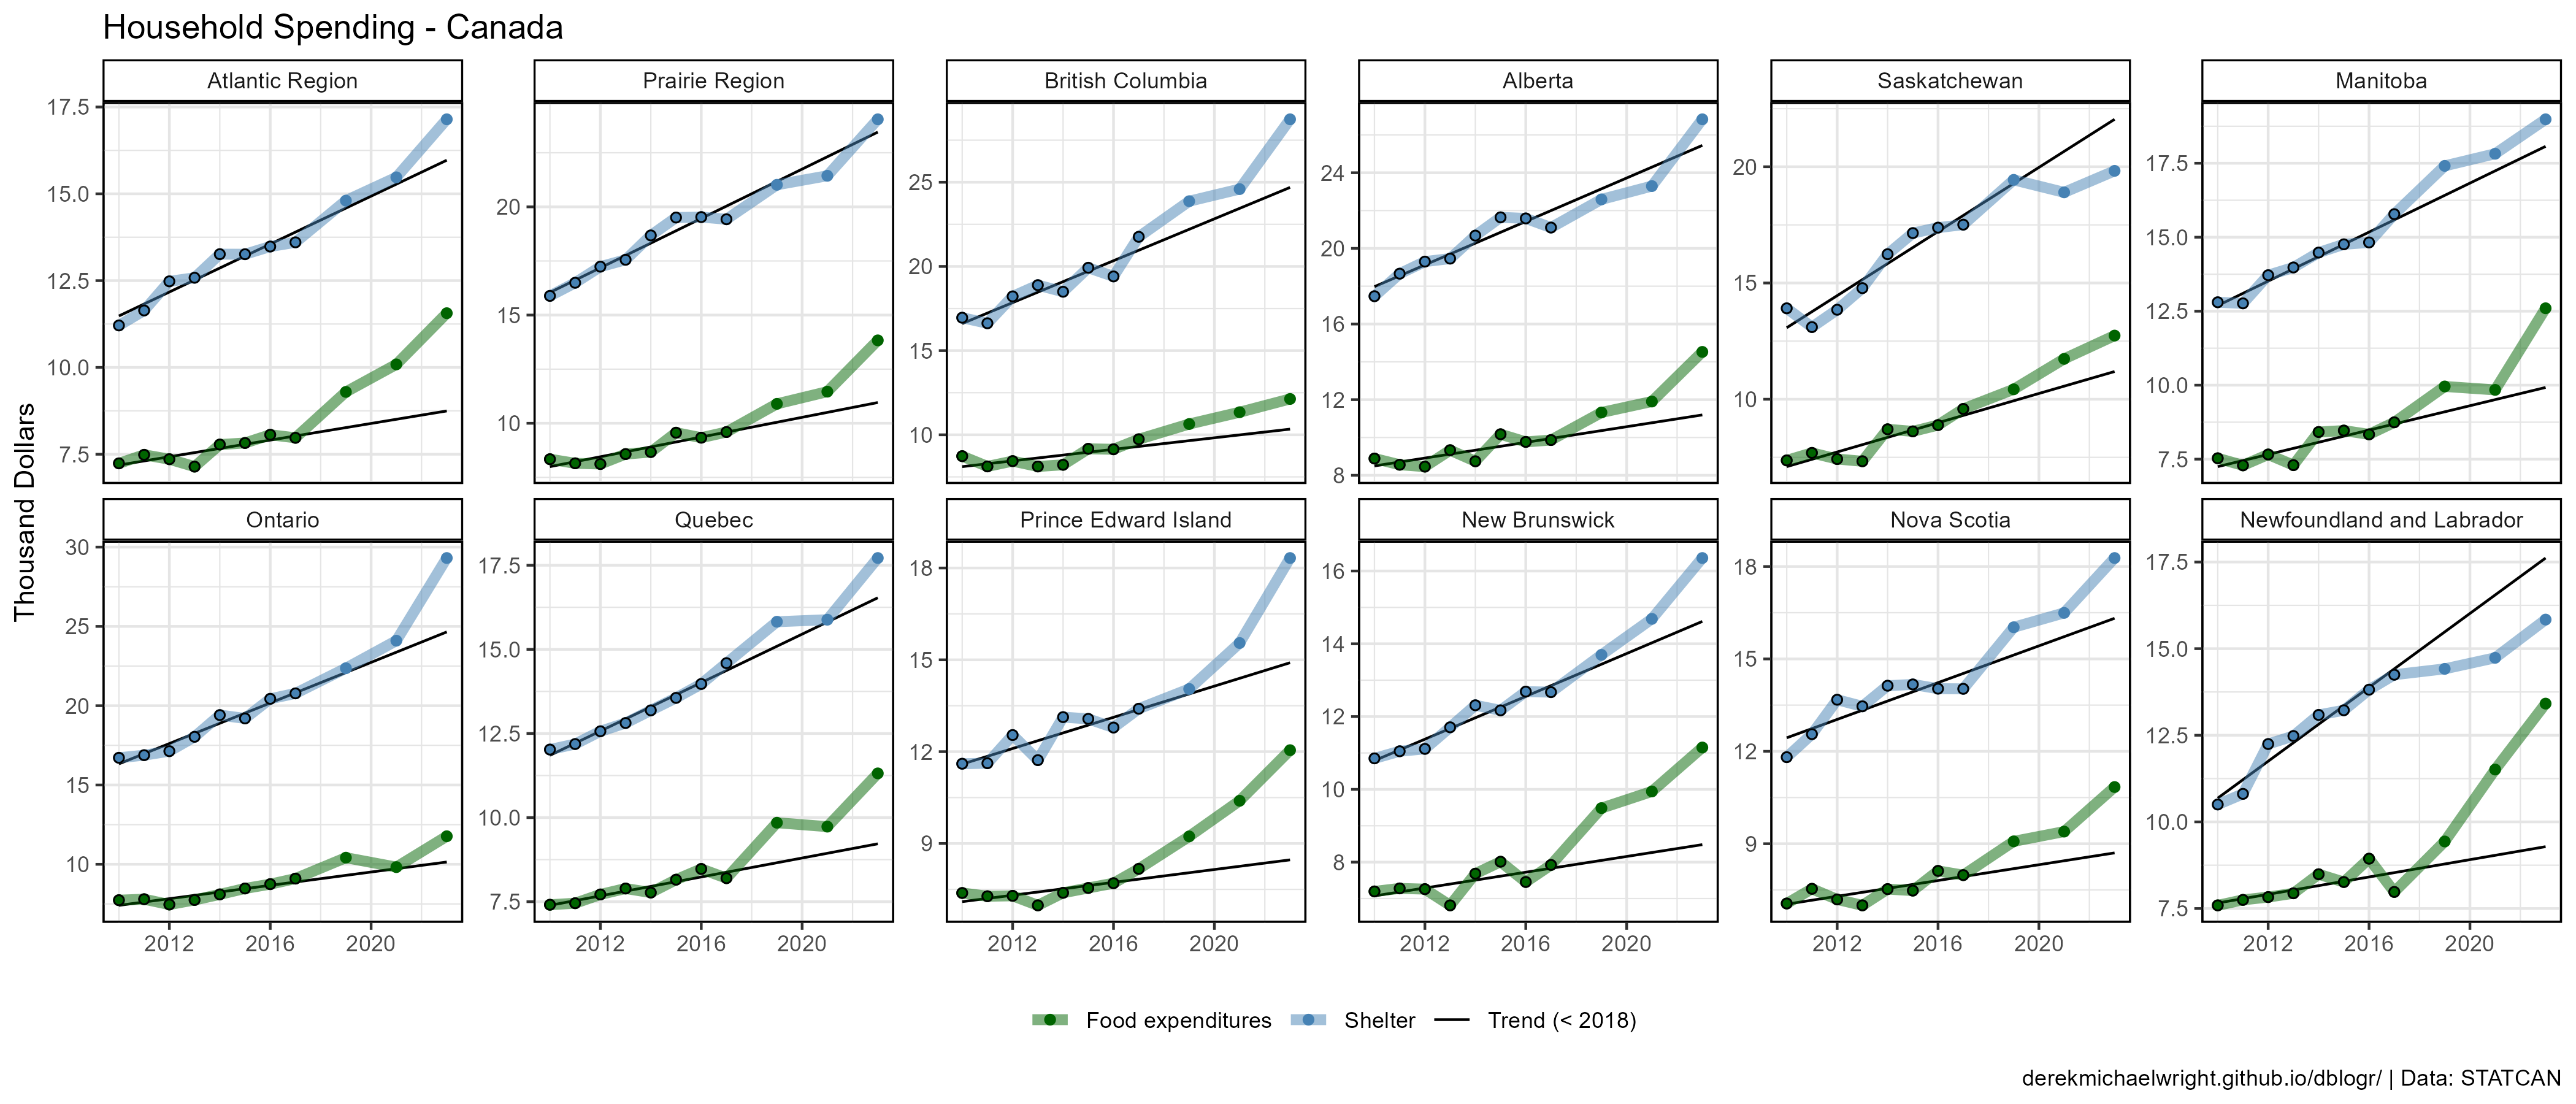 Household Spending - Canada
Thousand Dollars
Atlantic Region
17.5
15.0
12.5
10.0
7.5
Prairie Region
20
15
10
British Columbia
25
20
15
10
Alberta
24
20
16
12
8
Saskatchewan
20
15
10
Manitoba
17.5
15.0
12.5
10.0
7.5
Ontario
30
25
20
15
10
2012 2016 2020
Quebec
17.5
15.0
12.5
10.0
7.5
2012 2016 2020
Prince Edward Island
18
15
12
9
2012 2016 2020
New Brunswick
16
14
12
10
8
2012 2016 2020
Nova Scotia
18
15
12
9
2012 2016 2020
Newfoundland and Labrador
17.5
15.0
12.5
10.0
7.5
2012 2016 2020
Food expenditures Shelter Trend (< 2018)
derekmichaelwright.github.io/dblogr/ | Data: STATCAN